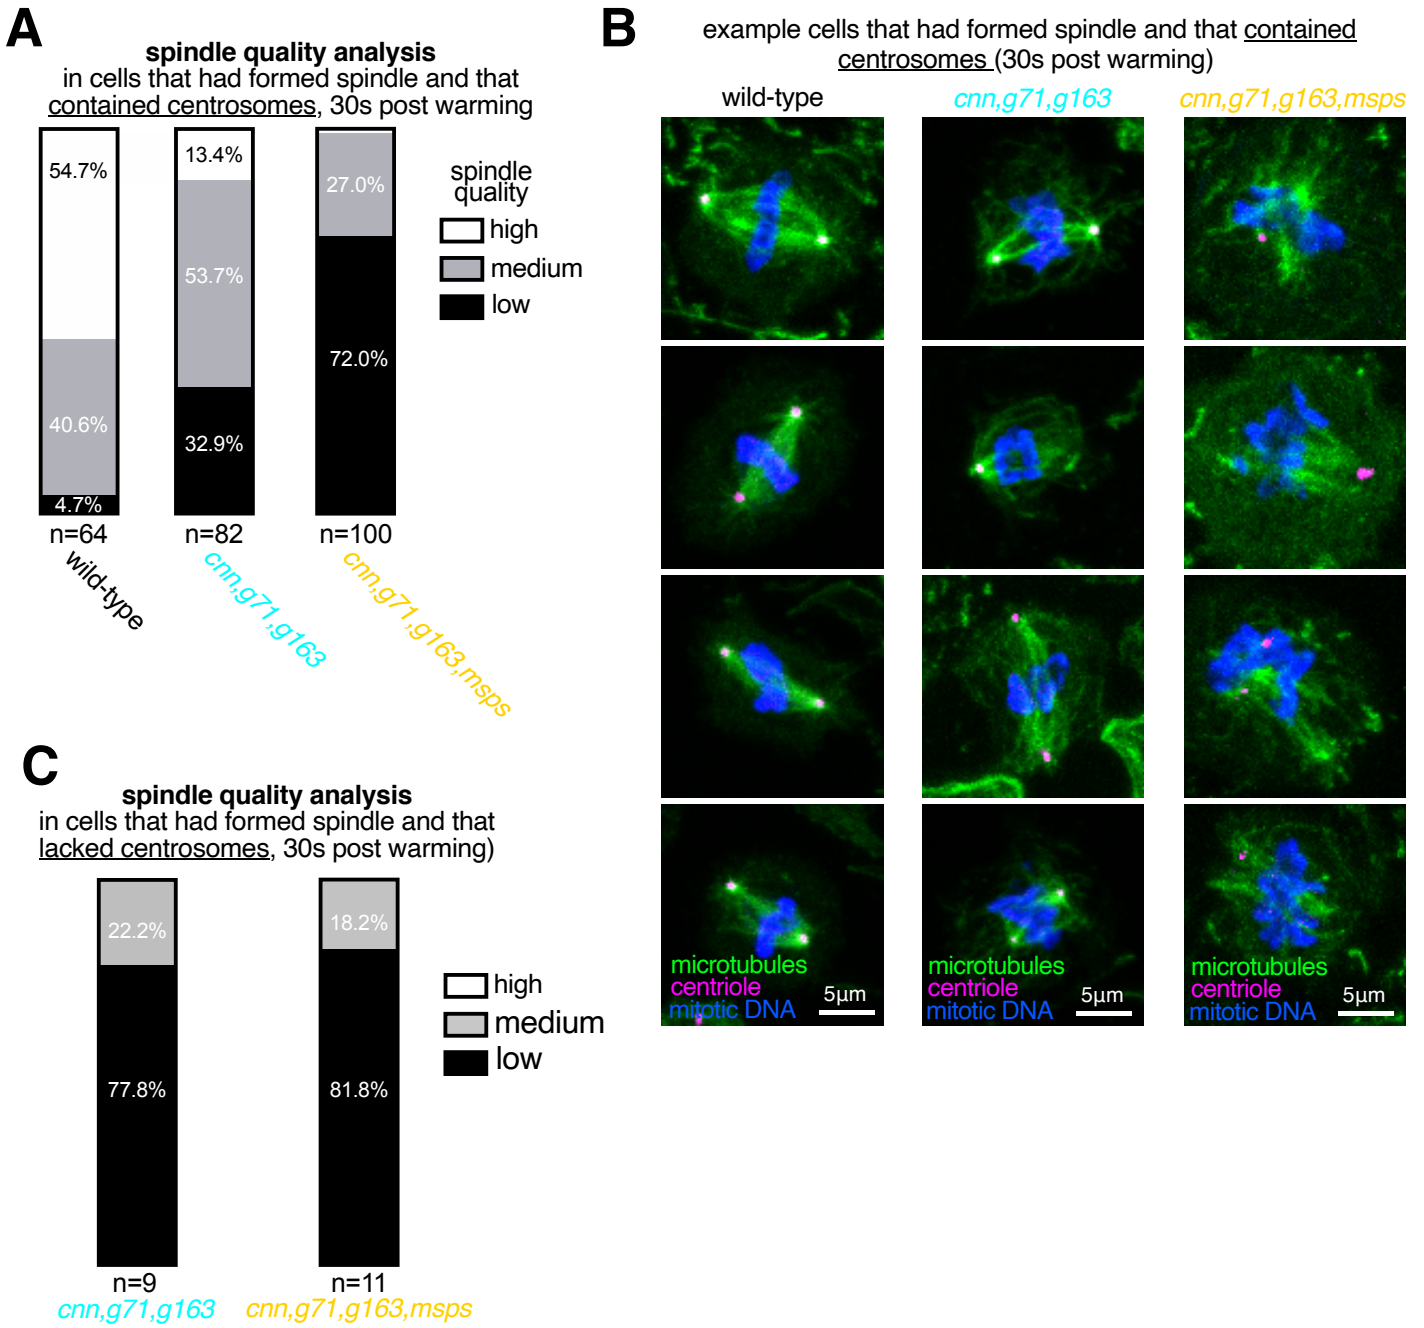 A
spindle quality analysis
in cells that had formed spindle and that
contained centrosomes, 30s post warming
54.7%
40.6%
4.7%
13.4%
53.7%
32.9%
27.0%
72.0%
spindle
quality
high
medium
low
n=64
n=82
n=100
wild-type
cnn,g71,g163
cnn,g71,g163,msps
B
example cells that had formed spindle and that contained
centrosomes (30s post warming)
wild-type
cnn,g71,g163
cnn,g71,g163,msps
microtubules
centriole
mitotic DNA
5µm
microtubules
centriole
mitotic DNA
5µm
microtubules
centriole
mitotic DNA
5µm
C
spindle quality analysis
in cells that had formed spindle and that
lacked centrosomes, 30s post warming)
22.2%
77.8%
18.2%
81.8%
high
medium
low
n=9
n=11
cnn,g71,g163
cnn,g71,g163,msps